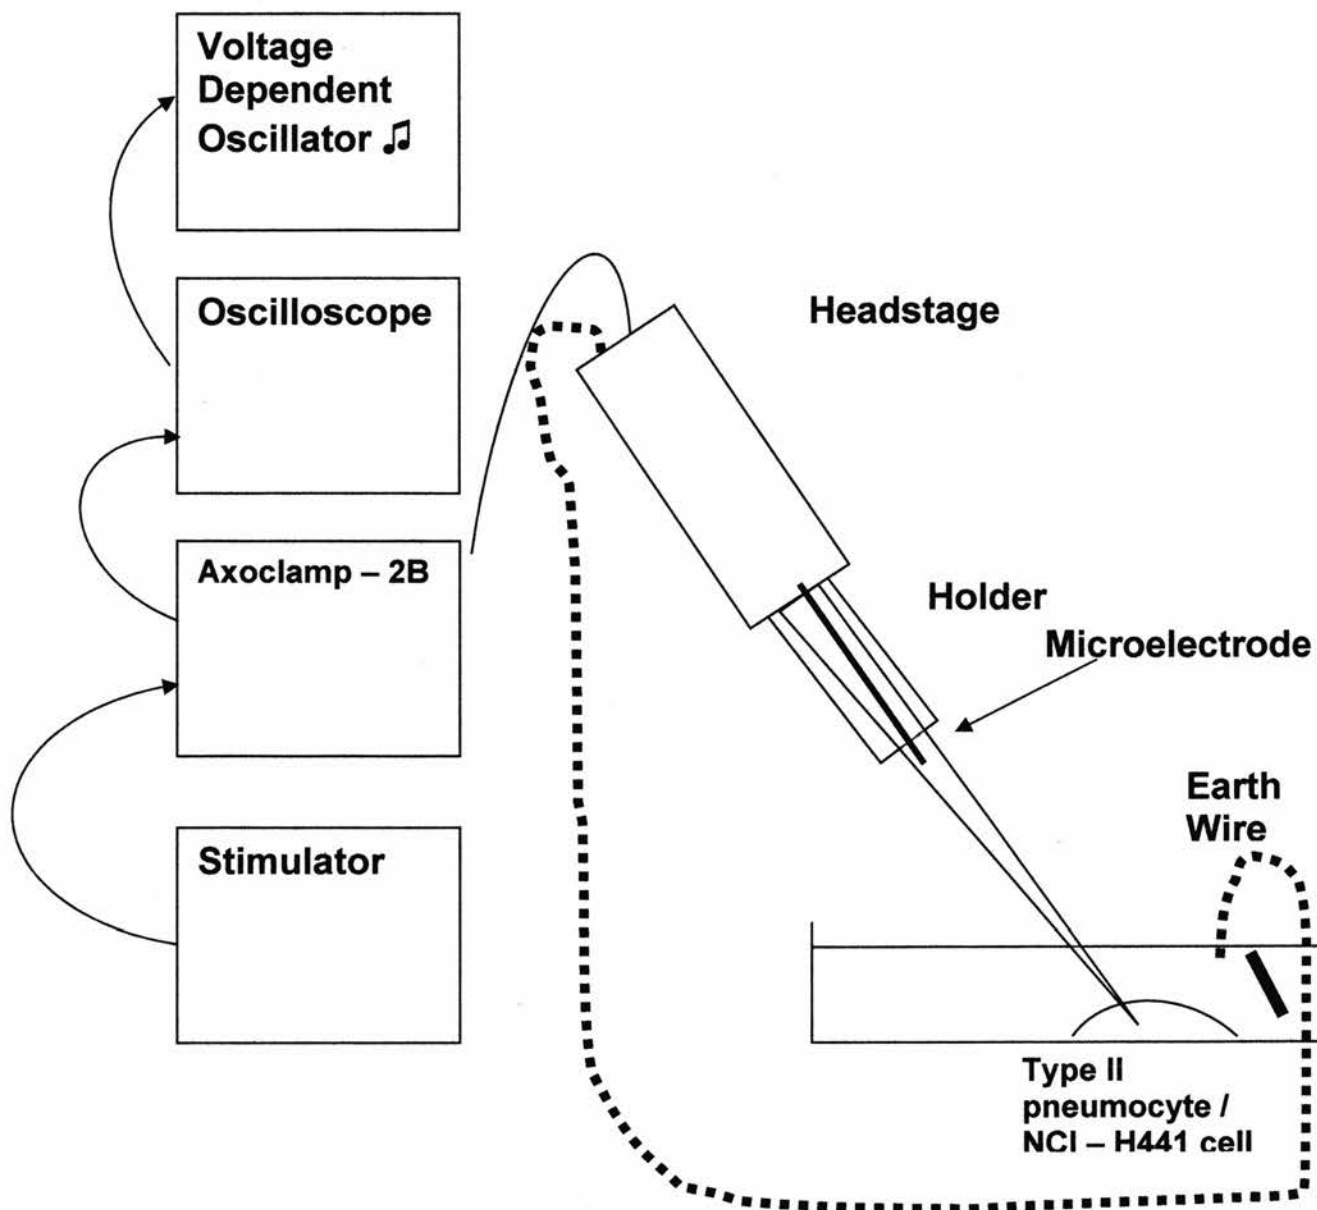 Voltage
Dependent
Oscillator ♫
Oscilloscope
Headstage
Axoclamp – 2B
Holder
Microelectrode
Earth
Wire
Stimulator
Type II
pneumocyte /
NCI – H441 cell